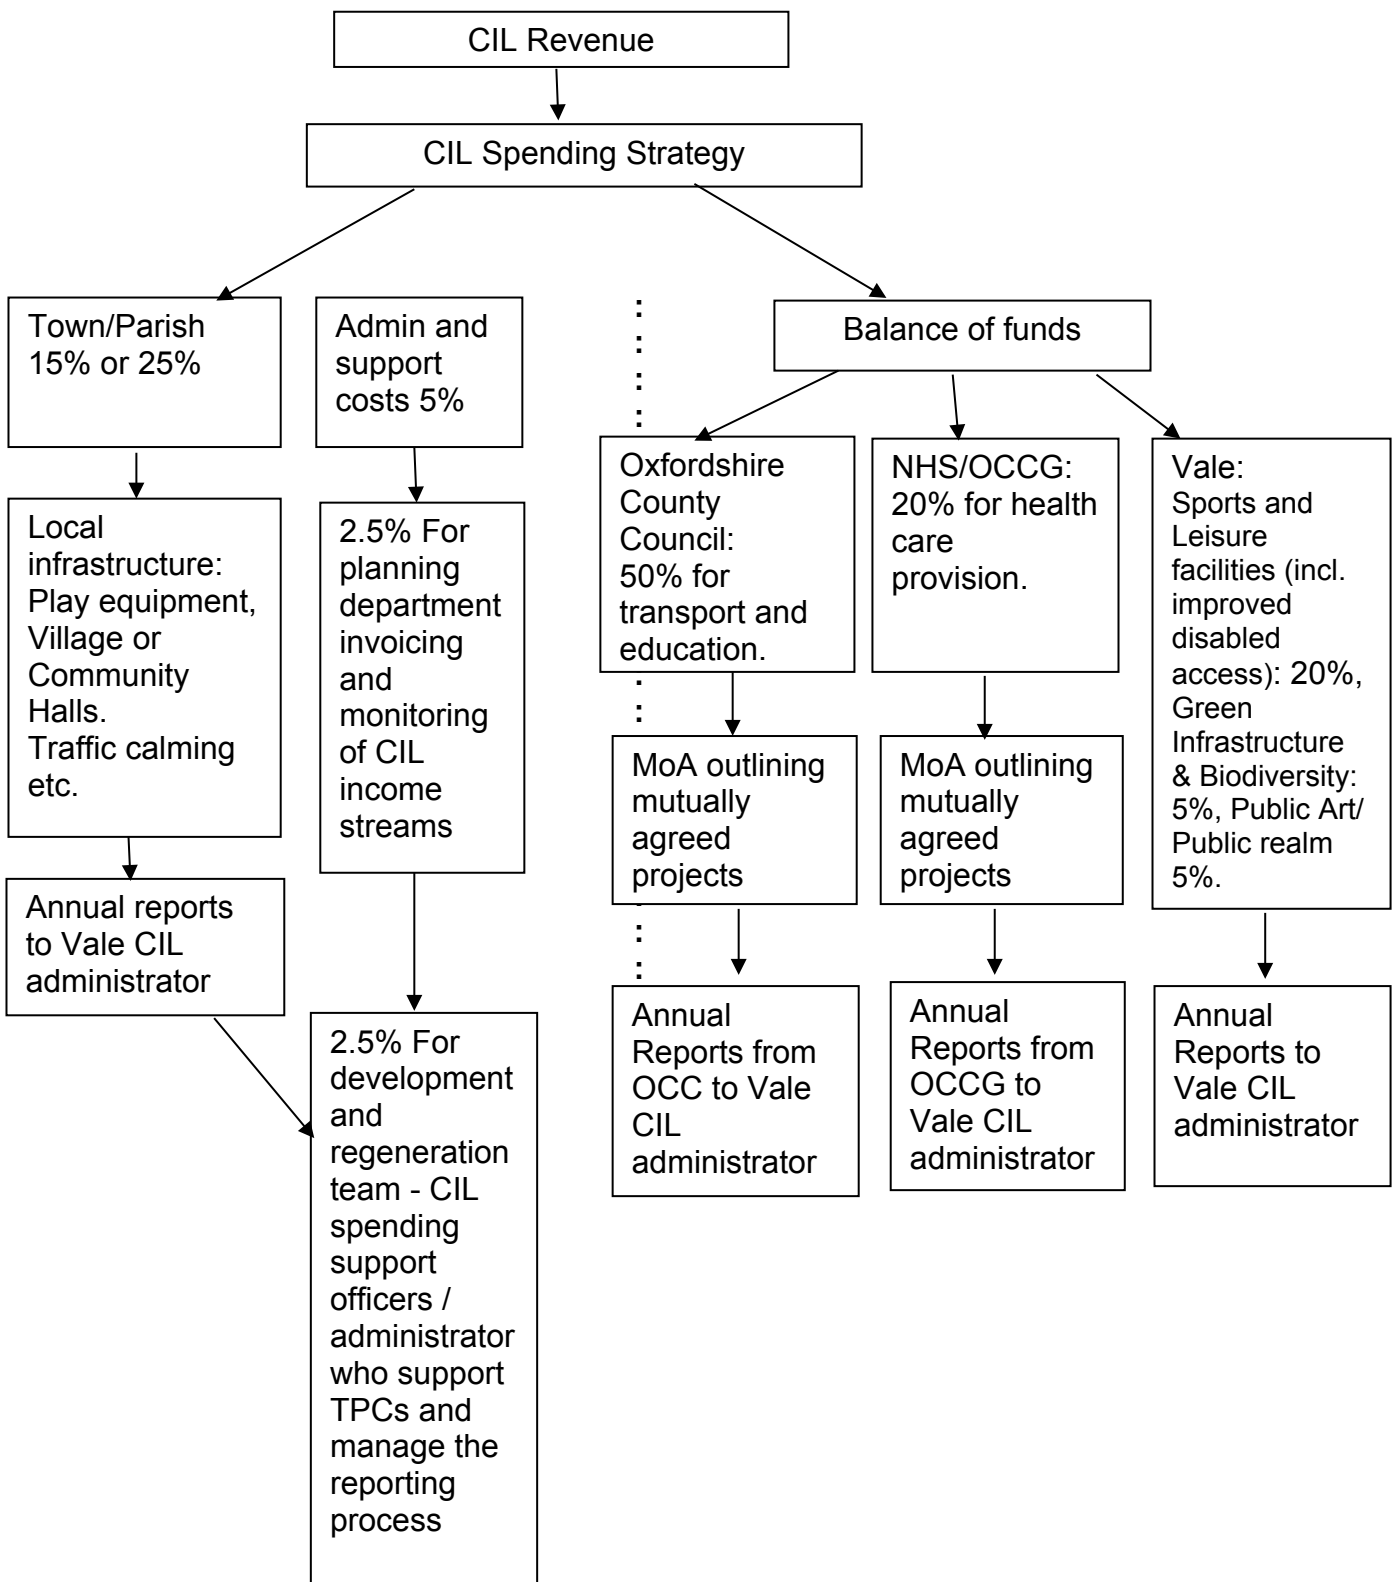 CIL Revenue
CIL Spending Strategy
Town/Parish
15% or 25%
Admin and
support
costs 5%
Balance of funds
Local
infrastructure:
Play equipment,
Village or
Community
Halls.
Traffic calming
etc.
2.5% For
planning
department
invoicing
and
monitoring
of CIL
income
streams
Oxfordshire
County
Council:
50% for
transport and
education.
NHS/OCCG:
20% for health
care
provision.
Vale:
Sports and
Leisure
facilities (incl.
improved
disabled
access): 20%,
Green
Infrastructure
& Biodiversity:
5%, Public Art/
Public realm
5%.
MoA outlining
mutually
agreed
projects
MoA outlining
mutually
agreed
projects
Annual reports
to Vale CIL
administrator
2.5% For
development
and
regeneration
team - CIL
spending
support
officers /
administrator
who support
TPCs and
manage the
reporting
process
Annual
Reports from
OCC to Vale
CIL
administrator
Annual
Reports from
OCCG to
Vale CIL
administrator
Annual
Reports to
Vale CIL
administrator